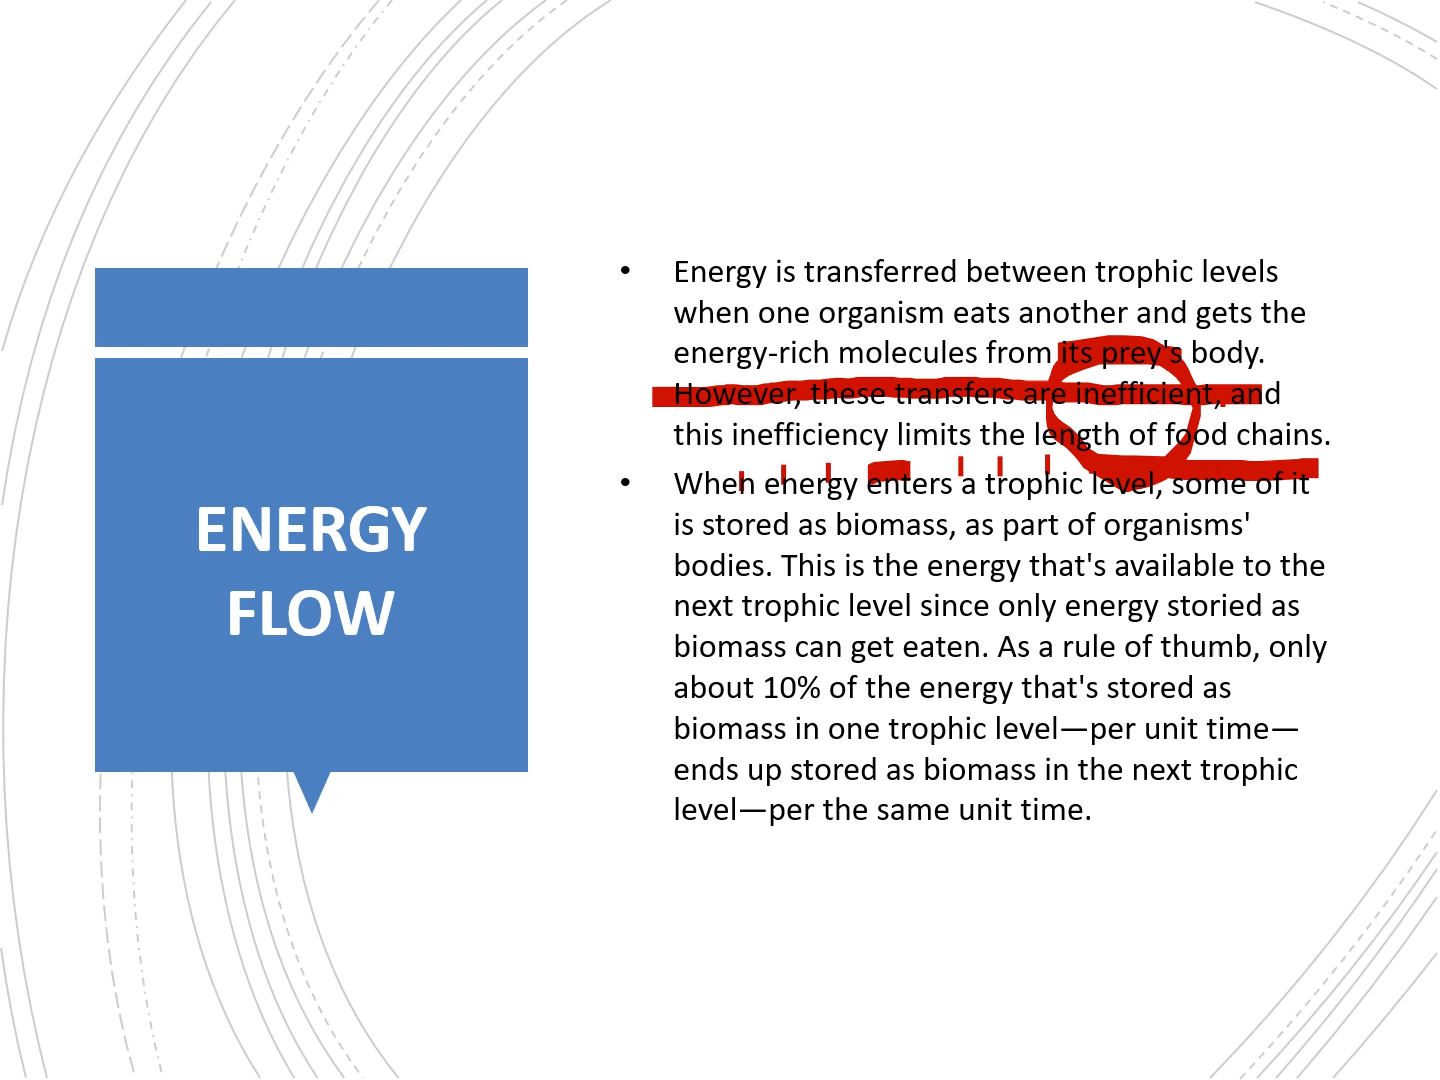 ENERGY
FLOW
• Energy is transferred between trophic levels
when one organism eats another and gets the
energy-rich molecules from its prey's body.
However, these transfers are inefficient, and
this inefficiency limits the length of food chains.
• When energy enters a trophic level, some of it
is stored as biomass, as part of organisms'
bodies. This is the energy that's available to the
next trophic level since only energy storied as
biomass can get eaten. As a rule of thumb, only
about 10% of the energy that's stored as
biomass in one trophic level—per unit time—
ends up stored as biomass in the next trophic
level—per the same unit time.